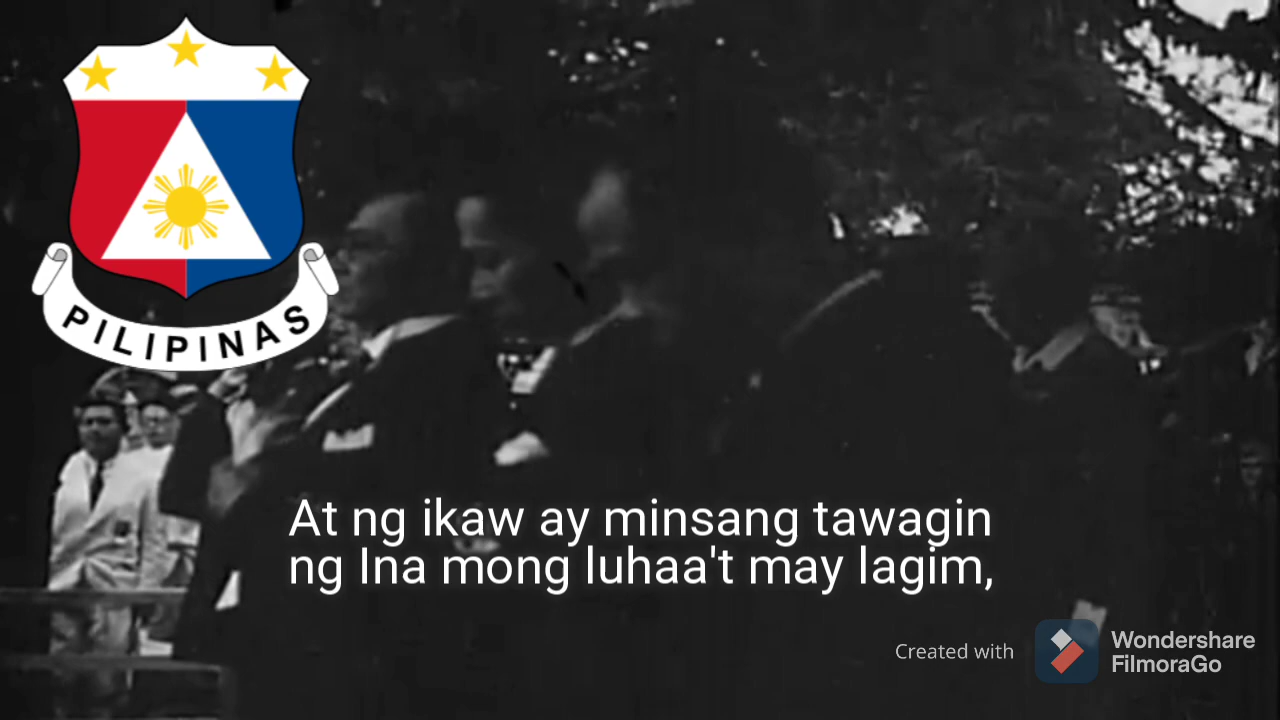 PILIPINAS
At ng ikaw ay minsang tawagin
ng Ina mong luhaa't may lagim,
Created with
Wondershare
FilmoraGo